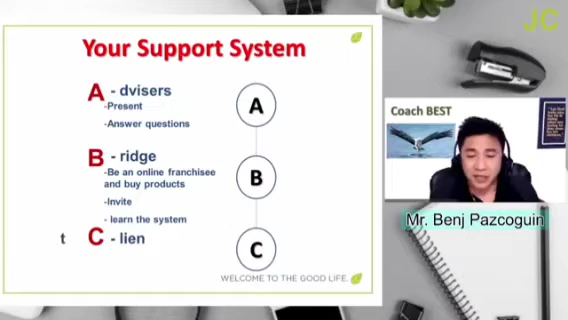 JC
Your Support System
A - dvisers
-Present
-Answer questions
B - ridge
-Be an online franchisee
and buy products
-Invite
- learn the system
t C - lien
A
B
C
WELCOME TO THE GOOD LIFE.
Coach BEST
Mr. Benj Pazcoguin